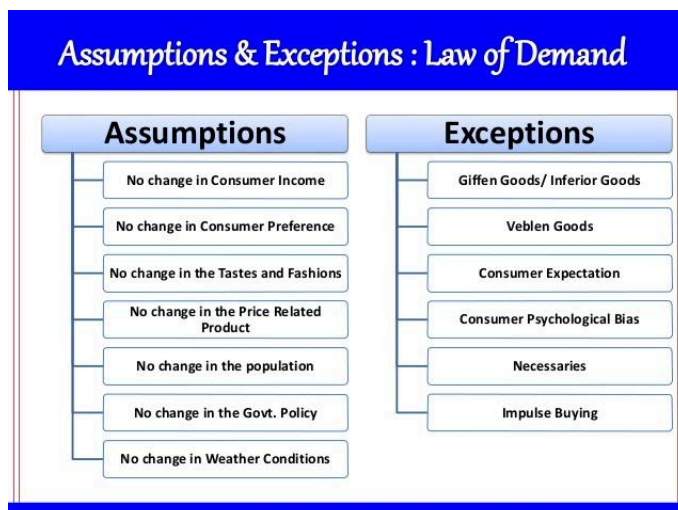 Assumptions & Exceptions : Law of Demand
Assumptions
No change in Consumer Income
No change in Consumer Preference
No change in the Tastes and Fashions
No change in the Price Related
Product
No change in the population
No change in the Govt. Policy
No change in Weather Conditions
Exceptions
Giffen Goods/ Inferior Goods
Veblen Goods
Consumer Expectation
Consumer Psychological Bias
Necessaries
Impulse Buying